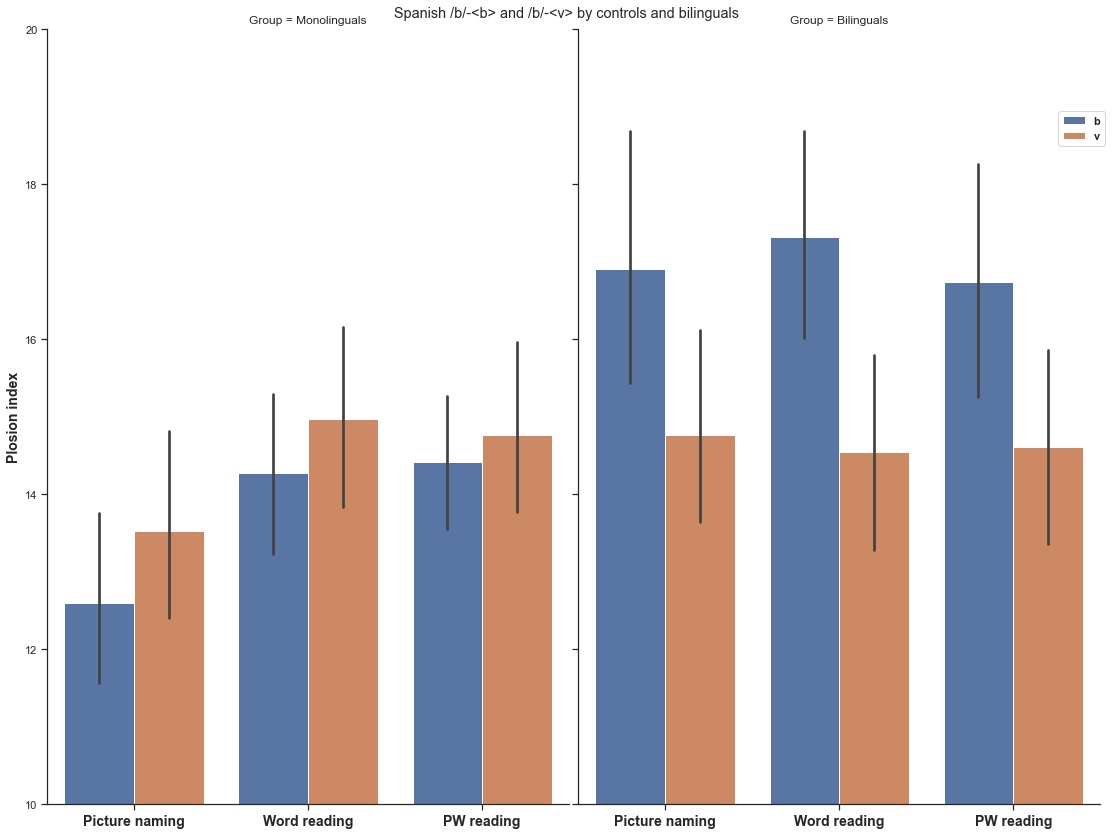 Spanish /b/-<b> and /b/-<v> by controls and bilinguals
Group = Monolinguals
Group = Bilinguals
20
18
16
14
12
10
Plosion index
b
v
Picture naming
Word reading
PW reading
Picture naming
Word reading
PW reading